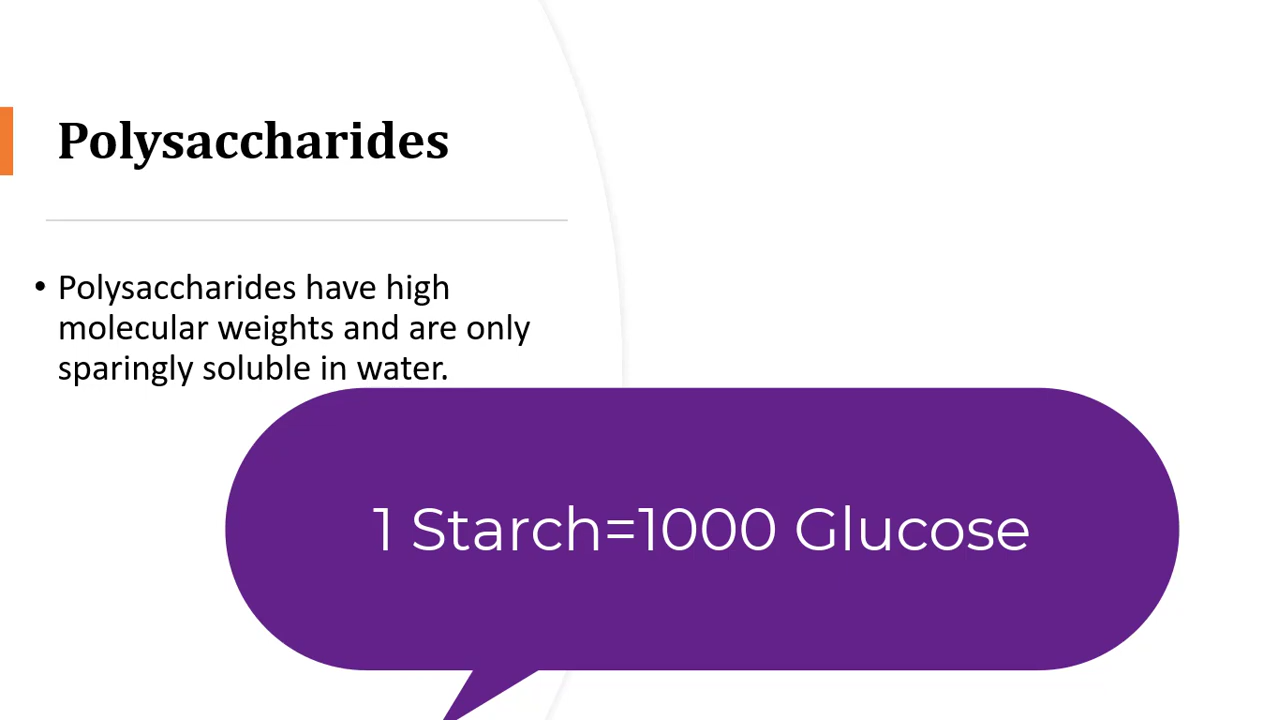 Polysaccharides
• Polysaccharides have high
molecular weights and are only
sparingly soluble in water.
1 Starch=1000 Glucose